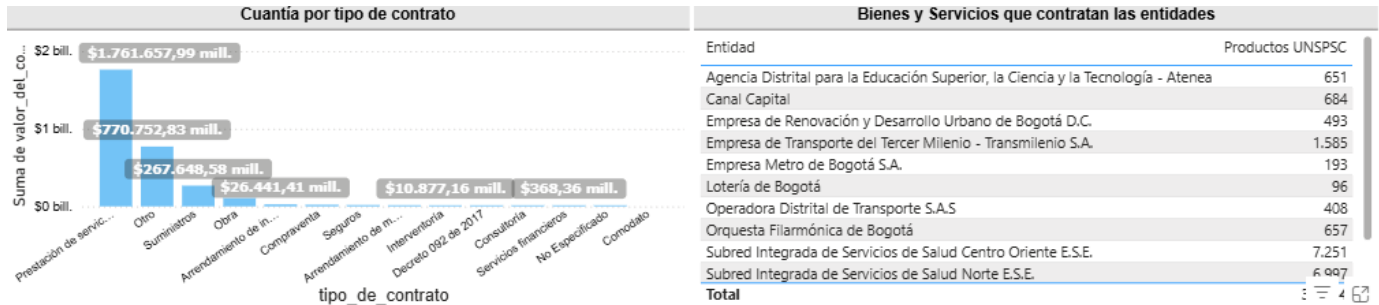 Cuantía por tipo de contrato
Suma de valor_del_co...
$2 bill.
$1 bill.
$0 bill.
$1.761.657,99 mill.
$770.752,83 mill.
$267.648,58 mill.
$26.441,41 mill.
$10.877,16 mill.
$368,36 mill.
Prestación de servic...
Otro
Suministros
Obra
Arrendamiento de in...
Compraventa
Seguros
Arrendamiento de m...
Interventoría
Decreto 092 de 2017
Consultoría
Servicios financieros
No Especificado
Comodato
tipo_de_contrato
Bienes y Servicios que contratan las entidades
Entidad Productos UNSPSC
Agencia Distrital para la Educación Superior, la Ciencia y la Tecnología - Atenea 651
Canal Capital 684
Empresa de Renovación y Desarrollo Urbano de Bogotá D.C. 493
Empresa de Transporte del Tercer Milenio - Transmilenio S.A. 1.585
Empresa Metro de Bogotá S.A. 193
Lotería de Bogotá 96
Operadora Distrital de Transporte S.A.S 408
Orquesta Filarmónica de Bogotá 657
Subred Integrada de Servicios de Salud Centro Oriente E.S.E. 7.251
Subred Integrada de Servicios de Salud Norte E.S.E. 6.997
Total